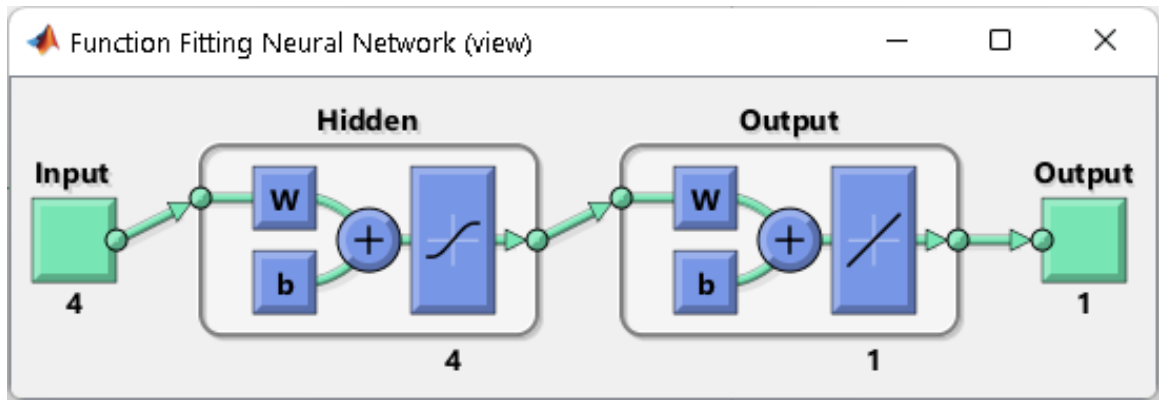 Function Fitting Neural Network (view)
Hidden
Output
Input
W
b
+
4
4
W
b
+
1
Output
1